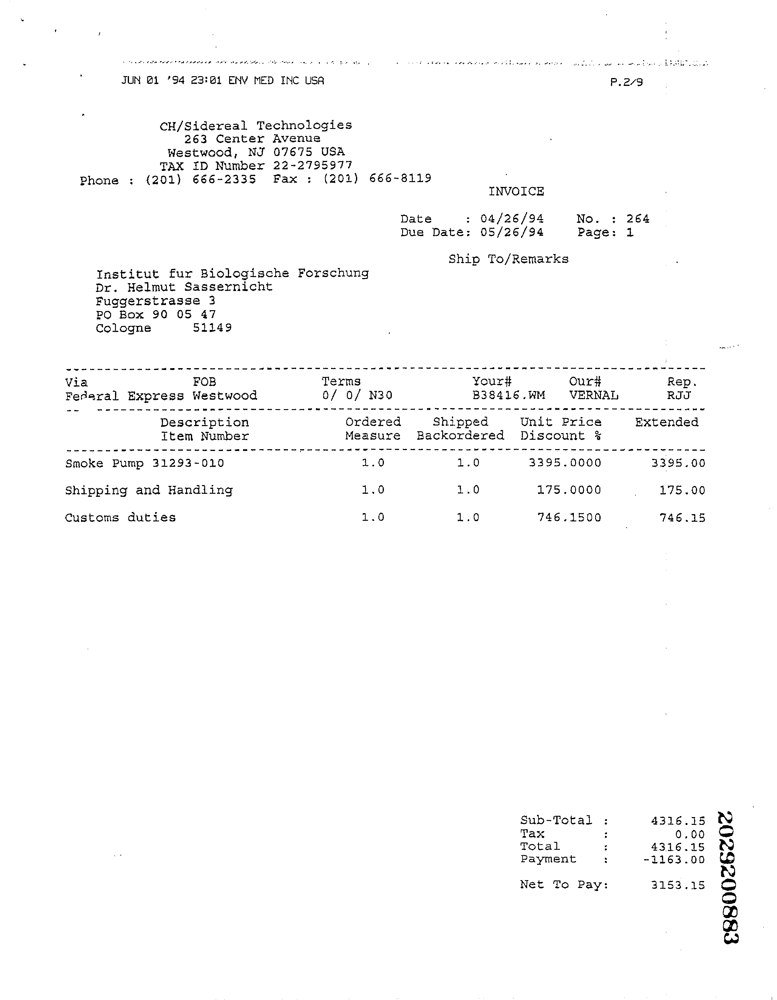 JUN 01 '94 23:01 ENV MED INC USA P.2/9
CH/Sidereal Technologies
263 Center Avenue
Westwood, NJ 07675 USA
TAX ID Number 22-2795977
Phone : (201) 666-2335 Fax : (201) 666-8119
INVOICE
Date : 04/26/94 No. : 264
Due Date: 05/26/94 Page: 1
Ship To/Remarks
Institut fur Biologische Forschung
Dr. Helmut Sassernicht
Fuggerstrasse 3
PO Box 90 05 47
Cologne 51149
Via FOB Terms Your# Our# Rep.
Federal Express Westwood 0/ 0/ N30 B38416.WM VERNAL RJJ
Description Ordered Shipped Unit Price Extended
Item Number Measure Backordered Discount %
Smoke Pump 31293-010 1.0 1.0 3395.0000 3395.00
Shipping and Handling 1.0 1.0 175.0000 175.00
Customs duties 1.0 1.0 746.1500 746.15
Sub-Total : 4316.15
Tax : 0.00
Total : 4316.15
Payment : -1163.00
Net To Pay: 3153.15
2029200883